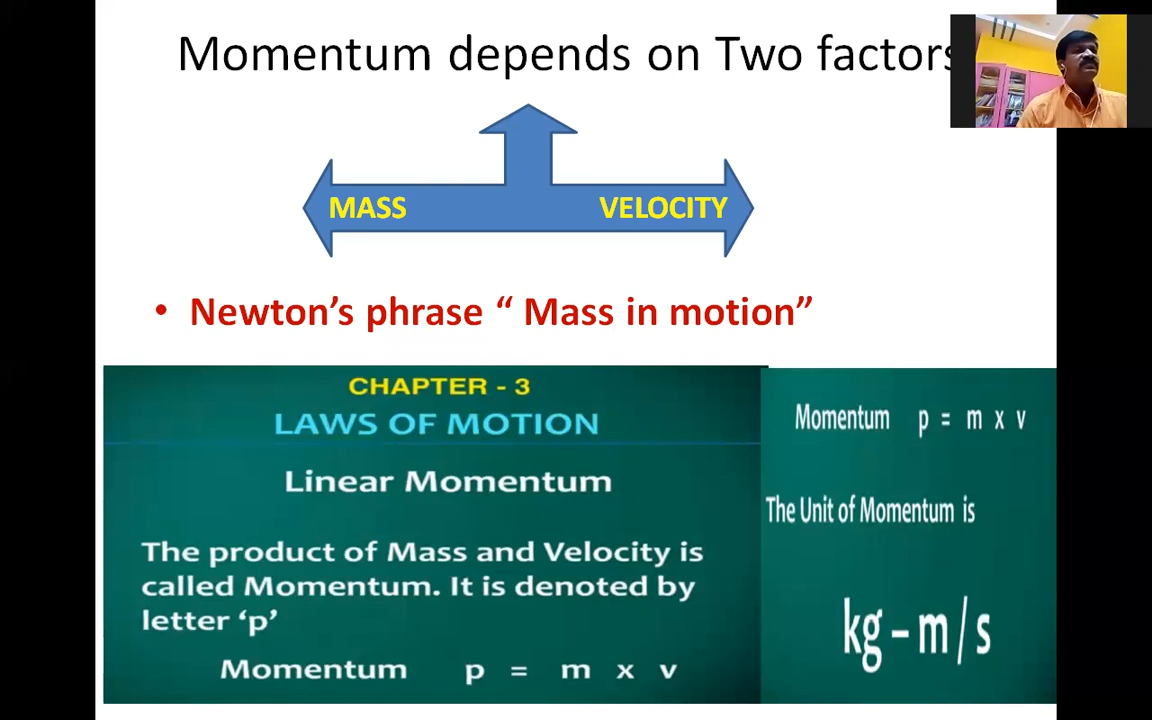 Momentum depends on Two factors
MASS
VELOCITY
• Newton’s phrase “ Mass in motion”
CHAPTER - 3
LAWS OF MOTION
Linear Momentum
The product of Mass and Velocity is
called Momentum. It is denoted by
letter ‘p’
Momentum p = m x v
Momentum p = m x v
The Unit of Momentum is
kg – m / s